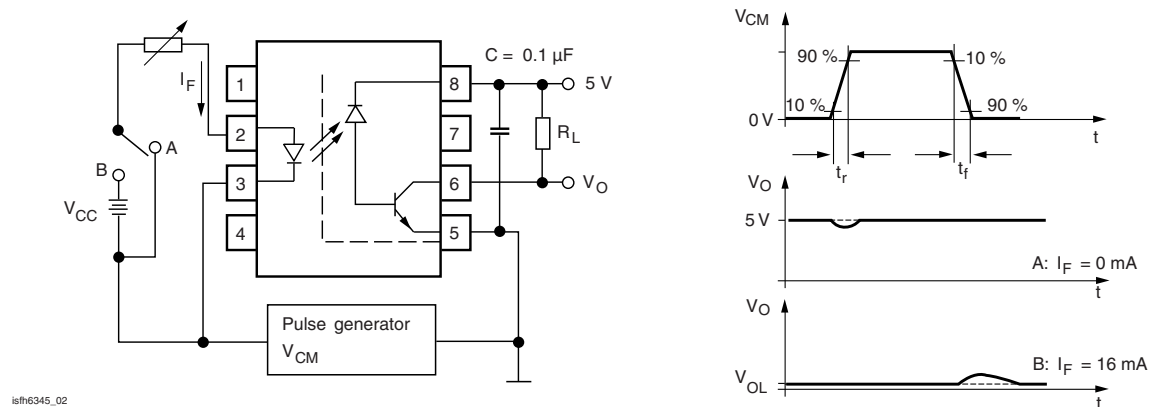 I_F
1
2
3
4
8
7
6
5
C = 0.1 µF
5 V
R_L
V_O
A
B
V_CC
Pulse generator
V_CM
isfh6345_02
V_CM
90 %
10 %
10 %
90 %
0 V
t
t_r
t_f
V_O
5 V
A: I_F = 0 mA
t
V_O
B: I_F = 16 mA
V_OL
t